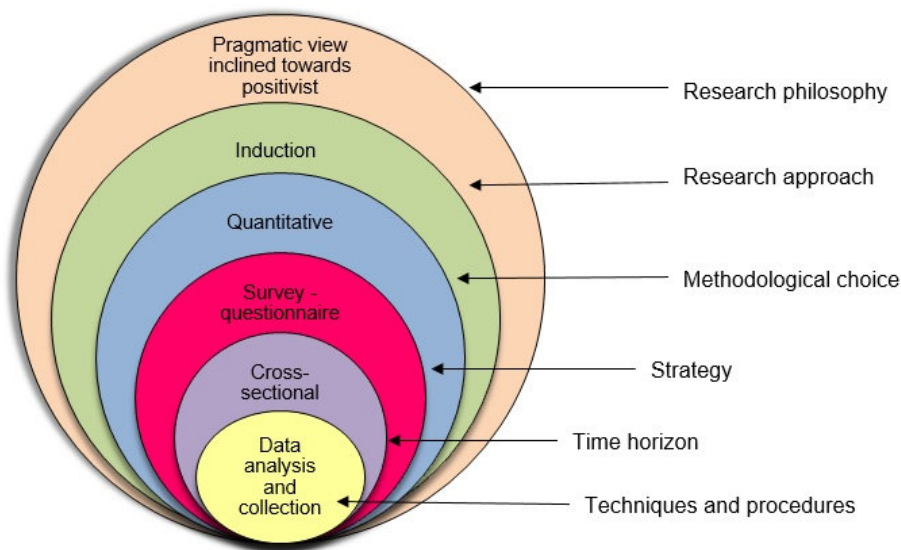 Pragmatic view
inclined towards
positivist
Research philosophy
Induction
Research approach
Quantitative
Methodological choice
Survey -
questionnaire
Strategy
Cross-
sectional
Time horizon
Data
analysis
and
collection
Techniques and procedures